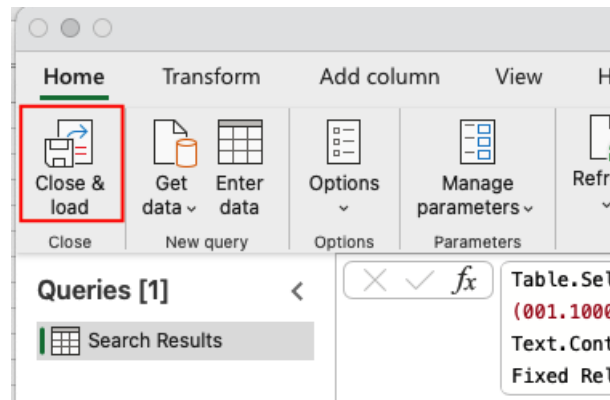 Home Transform Add column View H
Close & load
Get data
Enter data
Options
Manage parameters
Refr
Close New query Options Parameters
Queries [1]
Search Results
fx
Table.Sel
(001.1000
Text.Cont
Fixed Rel